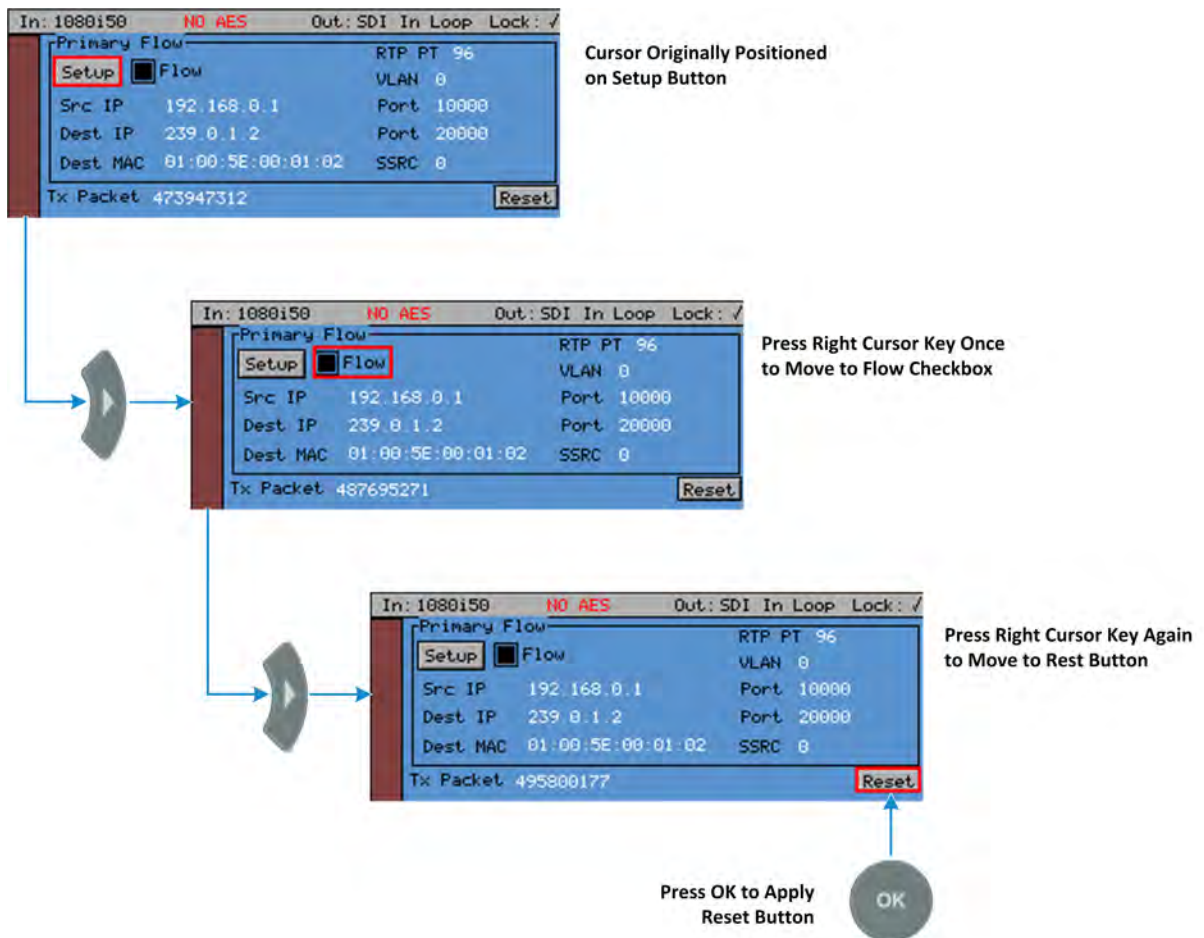 In: 1080i50 NO AES Out: SDI In Loop Lock: √
Primary Flow
RTP PT 96
Setup Flow
VLAN 0
Src IP 192.168.0.1 Port 10000
Dest IP 239.0.1.2 Port 20000
Dest MAC 01:00:5E:00:01:02 SSRC 0
Tx Packet 473947312 Reset
Cursor Originally Positioned
on Setup Button
In: 1080i50 NO AES Out: SDI In Loop Lock: √
Primary Flow
RTP PT 96
Setup Flow
VLAN 0
Src IP 192.168.0.1 Port 10000
Dest IP 239.0.1.2 Port 20000
Dest MAC 01:00:5E:00:01:02 SSRC 0
Tx Packet 487695271 Reset
Press Right Cursor Key Once
to Move to Flow Checkbox
In: 1080i50 NO AES Out: SDI In Loop Lock: √
Primary Flow
RTP PT 96
Setup Flow
VLAN 0
Src IP 192.168.0.1 Port 10000
Dest IP 239.0.1.2 Port 20000
Dest MAC 01:00:5E:00:01:02 SSRC 0
Tx Packet 495800177 Reset
Press Right Cursor Key Again
to Move to Rest Button
Press OK to Apply
Reset Button
OK